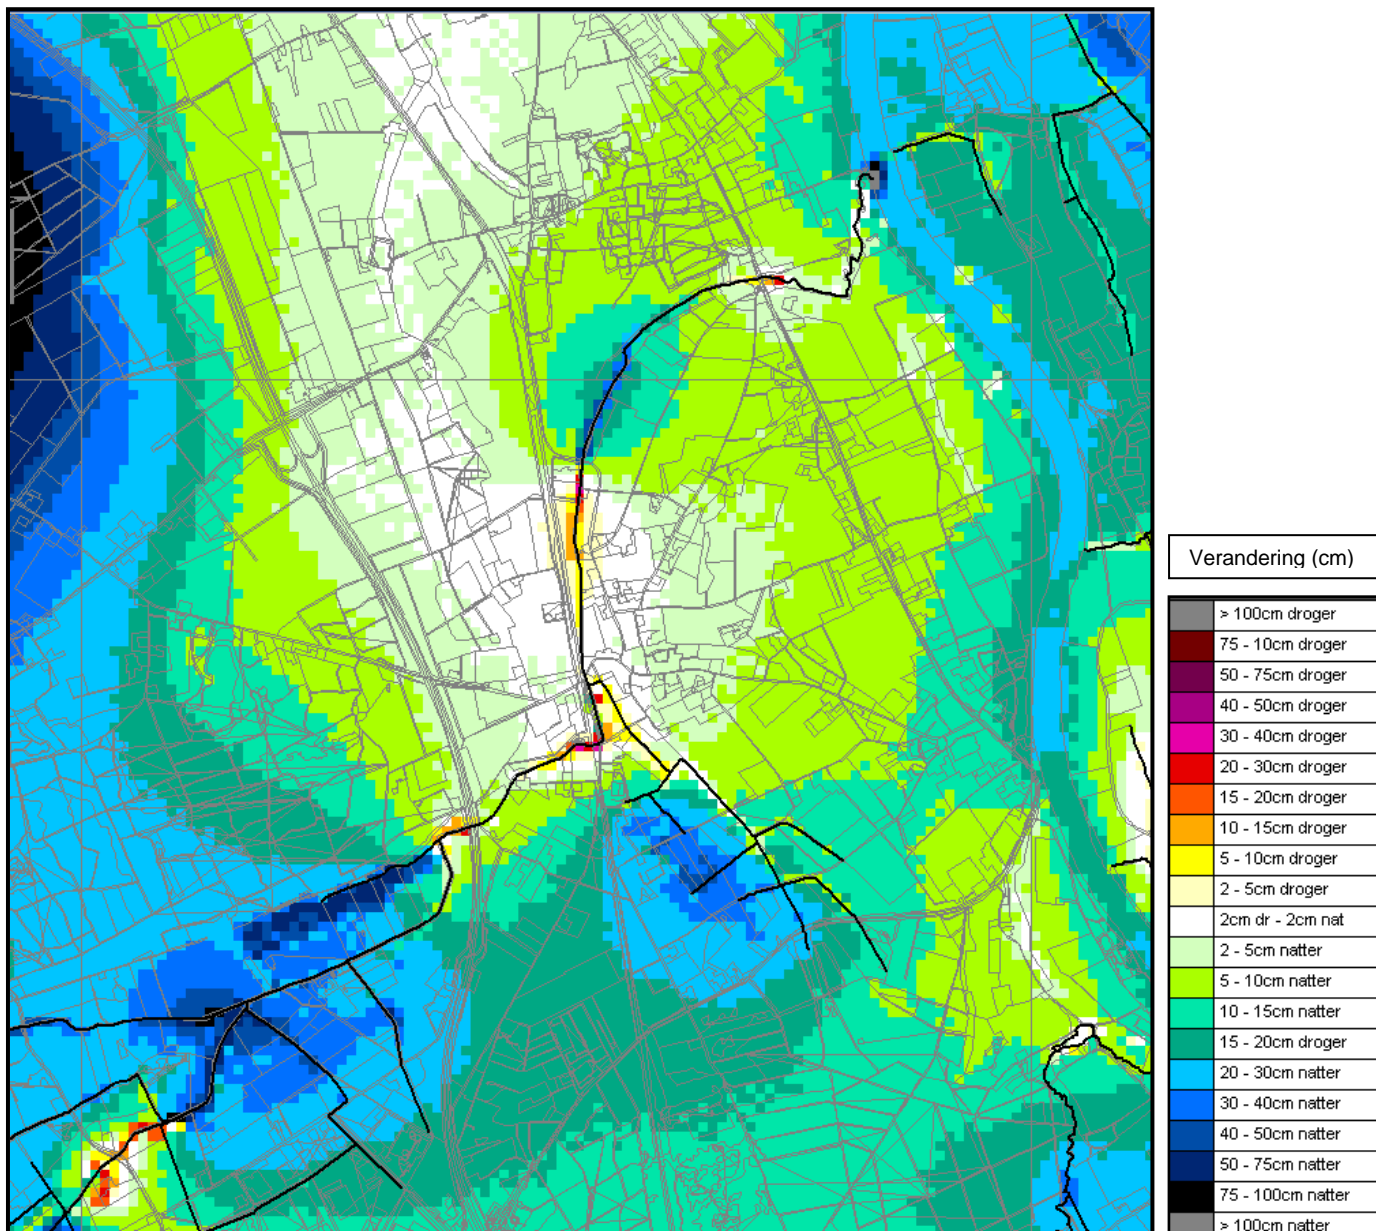 Verandering (cm)
> 100cm droger
75 - 10cm droger
50 - 75cm droger
40 - 50cm droger
30 - 40cm droger
20 - 30cm droger
15 - 20cm droger
10 - 15cm droger
5 - 10cm droger
2 - 5cm droger
2cm dr - 2cm nat
2 - 5cm natter
5 - 10cm natter
10 - 15cm natter
15 - 20cm droger
20 - 30cm natter
30 - 40cm natter
40 - 50cm natter
50 - 75cm natter
75 - 100cm natter
> 100cm natter